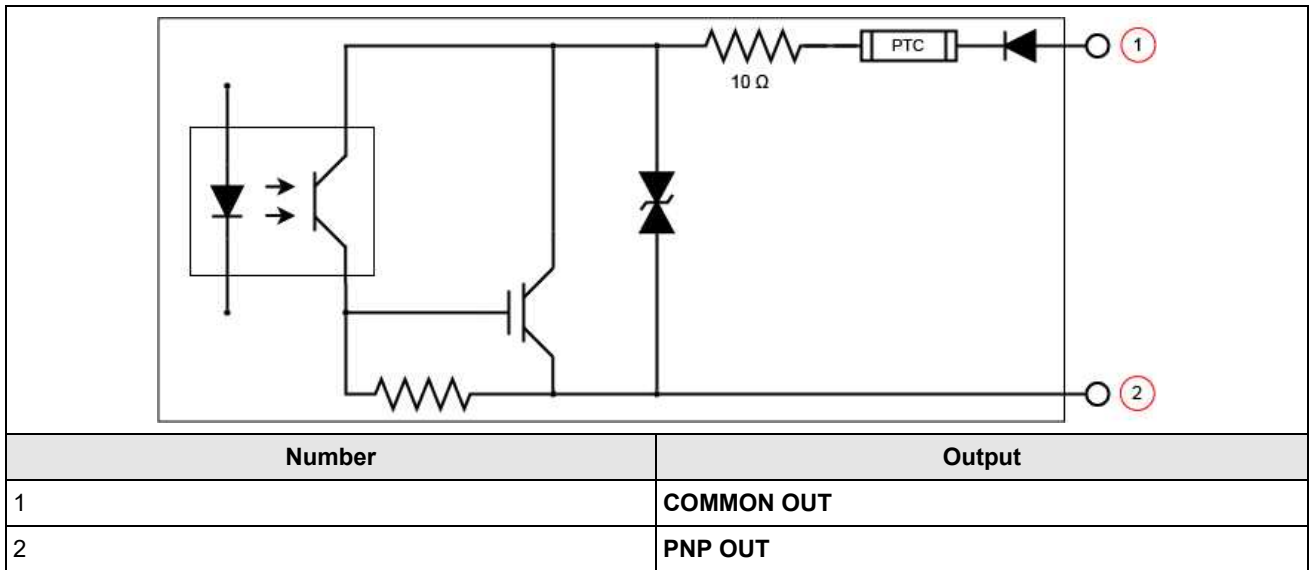 PTC
1
10 Ω
2
Number Output
1 COMMON OUT
2 PNP OUT